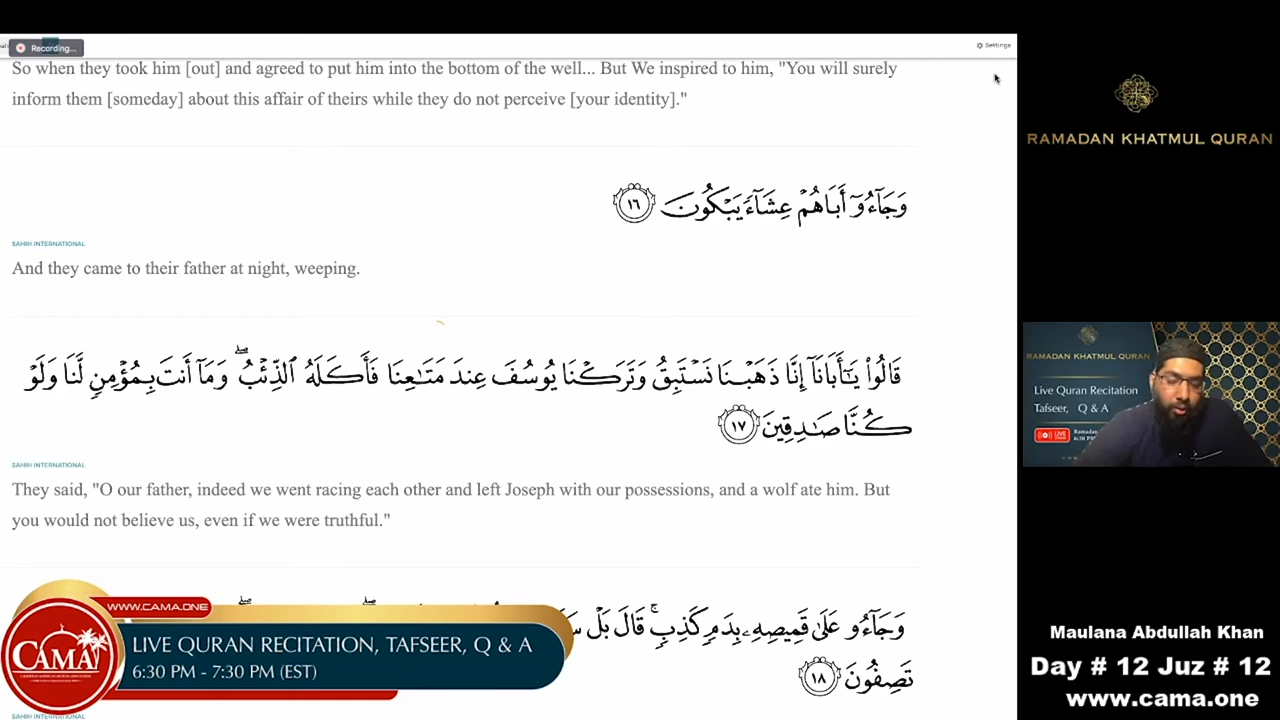 Recording...
Settings
So when they took him [out] and agreed to put him into the bottom of the well... But We inspired to him, "You will surely
inform them [someday] about this affair of theirs while they do not perceive [your identity]."
وَجَآءُوٓ أَبَاهُمْ عِشَآءً يَبْكُونَ ١٦
SAHIH INTERNATIONAL
And they came to their father at night, weeping.
قَالُوا۟ يَـٰٓأَبَانَآ إِنَّا ذَهَبْنَا نَسْتَبِقُ وَتَرَكْنَا يُوسُفَ عِندَ مَتَـٰعِنَا فَأَكَلَهُ ٱلذِّئْبُ ۖ وَمَآ أَنتَ بِمُؤْمِنٍ لَّنَا وَلَوْ
كُنَّا صَـٰدِقِينَ ١٧
SAHIH INTERNATIONAL
They said, "O our father, indeed we went racing each other and left Joseph with our possessions, and a wolf ate him. But
you would not believe us, even if we were truthful."
وَجَآءُو عَلَىٰ قَمِيصِهِۦ بِدَمٍ كَذِبٍ ۚ قَالَ بَلْ
تَصِفُونَ ١٨
SAHIH INTERNATIONAL
WWW.CAMA.ONE
CAMA
LIVE QURAN RECITATION, TAFSEER, Q & A
6:30 PM - 7:30 PM (EST)
RAMADAN KHATMUL QURAN
RAMADAN KHATMUL QURAN
Live Quran Recitation
Tafseer, Q & A
LIVE
Maulana Abdullah Khan
Day # 12 Juz # 12
www.cama.one